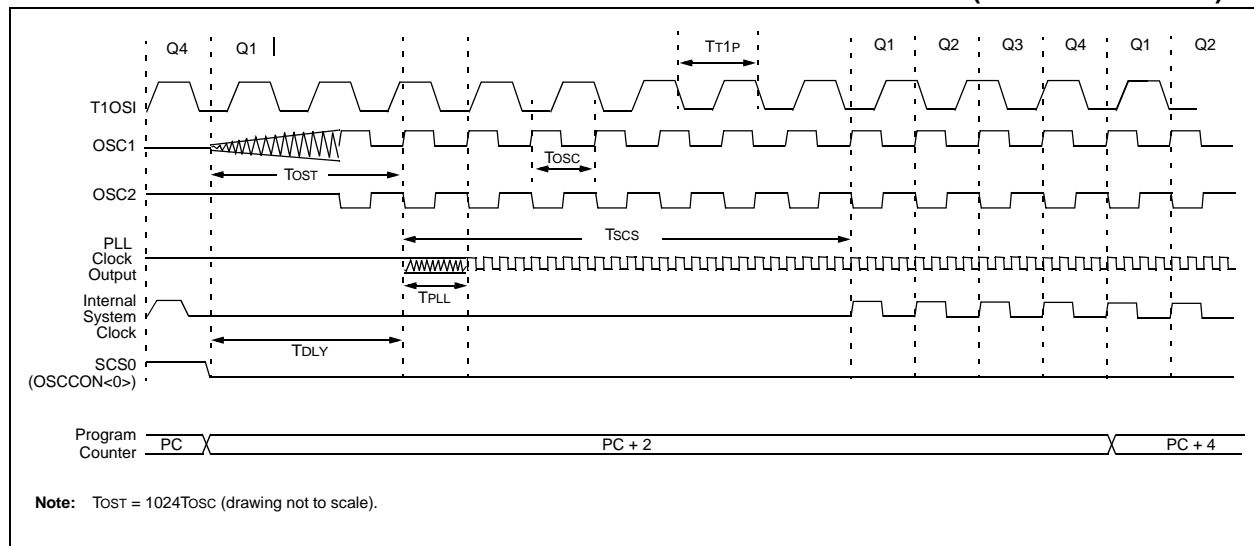 Q4 Q1 TT1P Q1 Q2 Q3 Q4 Q1 Q2
T1OSI
OSC1
TOSC
TOST
OSC2
TSCS
PLL
Clock
Output
TPLL
Internal
System
Clock
TDLY
SCS0
(OSCCON<0>)
Program
Counter
PC PC + 2 PC + 4
Note: TOST = 1024TOSC (drawing not to scale).